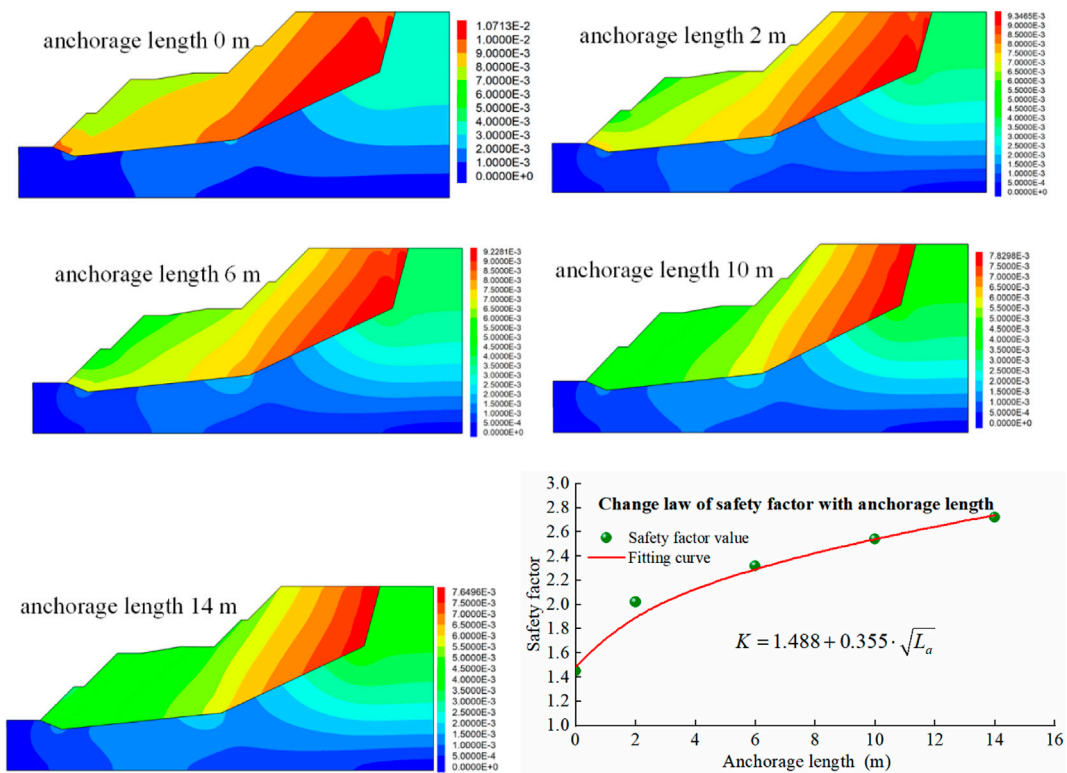 anchorage length 0 m
1.0713E-2
1.0000E-2
9.0000E-3
8.0000E-3
7.0000E-3
6.0000E-3
5.0000E-3
4.0000E-3
3.0000E-3
2.0000E-3
1.0000E-3
0.0000E+0
anchorage length 2 m
9.3465E-3
9.0000E-3
8.5000E-3
8.0000E-3
7.5000E-3
7.0000E-3
6.5000E-3
6.0000E-3
5.5000E-3
5.0000E-3
4.5000E-3
4.0000E-3
3.5000E-3
3.0000E-3
2.5000E-3
2.0000E-3
1.5000E-3
1.0000E-3
5.0000E-4
0.0000E+0
anchorage length 6 m
9.2281E-3
9.0000E-3
8.5000E-3
8.0000E-3
7.5000E-3
7.0000E-3
6.5000E-3
6.0000E-3
5.5000E-3
5.0000E-3
4.5000E-3
4.0000E-3
3.5000E-3
3.0000E-3
2.5000E-3
2.0000E-3
1.5000E-3
1.0000E-3
5.0000E-4
0.0000E+0
anchorage length 10 m
7.8298E-3
7.5000E-3
7.0000E-3
6.5000E-3
6.0000E-3
5.5000E-3
5.0000E-3
4.5000E-3
4.0000E-3
3.5000E-3
3.0000E-3
2.5000E-3
2.0000E-3
1.5000E-3
1.0000E-3
5.0000E-4
0.0000E+0
anchorage length 14 m
7.6496E-3
7.5000E-3
7.0000E-3
6.5000E-3
6.0000E-3
5.5000E-3
5.0000E-3
4.5000E-3
4.0000E-3
3.5000E-3
3.0000E-3
2.5000E-3
2.0000E-3
1.5000E-3
1.0000E-3
5.0000E-4
0.0000E+0
Change law of safety factor with anchorage length
Safety factor value
Fitting curve
K = 1.488 + 0.355 · √L_a
Safety factor
3.0
2.8
2.6
2.4
2.2
2.0
1.8
1.6
1.4
1.2
1.0
0 2 4 6 8 10 12 14 16
Anchorage length (m)